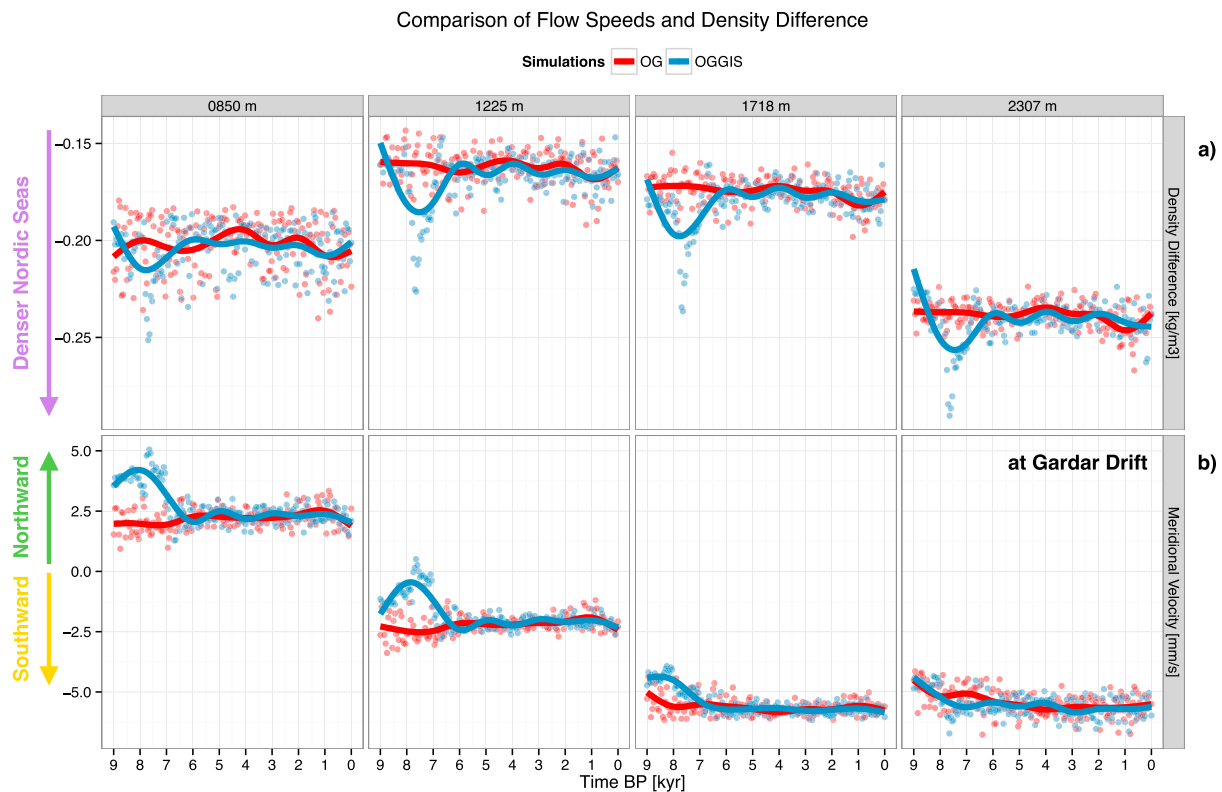 Comparison of Flow Speeds and Density Difference
Simulations OG OGGIS
0850 m 1225 m 1718 m 2307 m
a)
Denser Nordic Seas
−0.15
−0.20
−0.25
Density Difference [kg/m3]
at Gardar Drift b)
Northward
Southward
5.0
2.5
0.0
−2.5
−5.0
Meridional Velocity [mm/s]
9 8 7 6 5 4 3 2 1 0 9 8 7 6 5 4 3 2 1 0 9 8 7 6 5 4 3 2 1 0 9 8 7 6 5 4 3 2 1 0
Time BP [kyr]